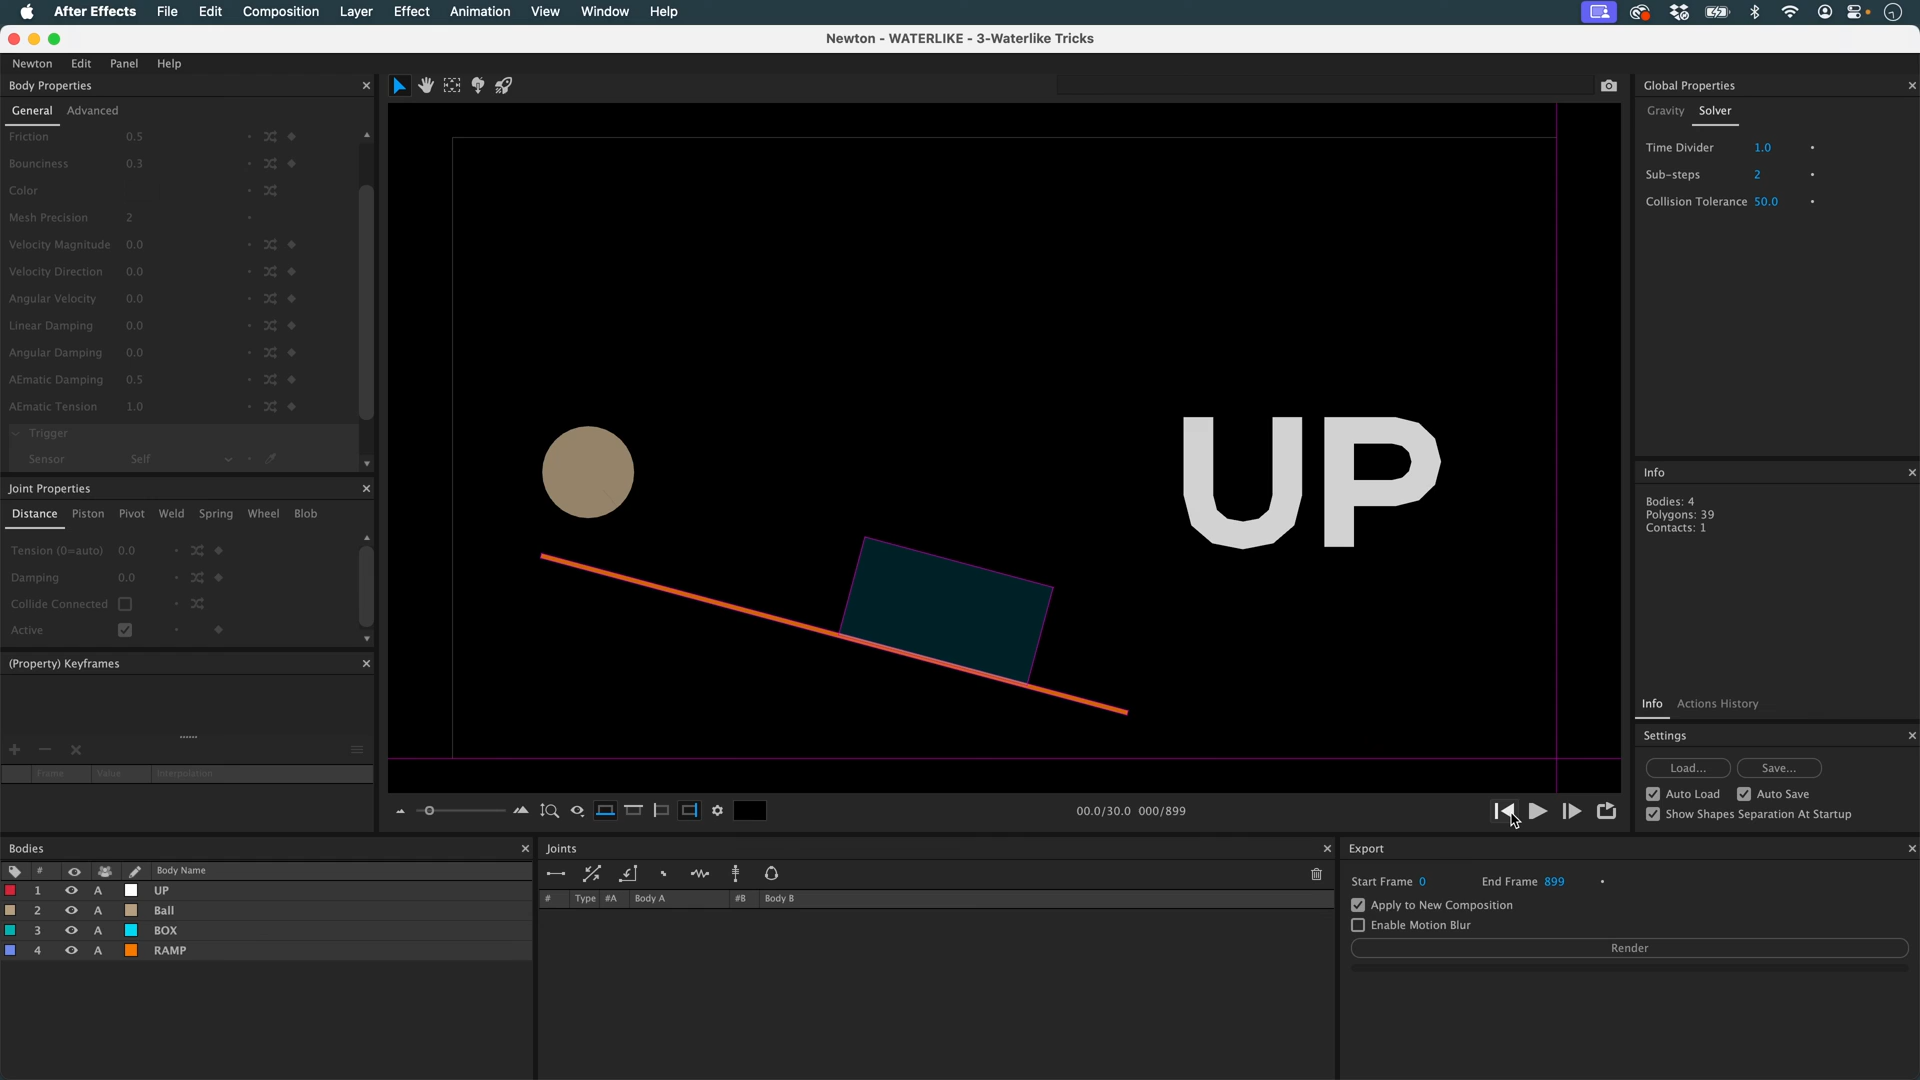 After Effects File Edit Composition Layer Effect Animation View Window Help
Newton - WATERLIKE - 3-Waterlike Tricks
Newton Edit Panel Help
Body Properties
General Advanced
Friction 0.5
Bounciness 0.3
Color
Mesh Precision 2
Velocity Magnitude 0.0
Velocity Direction 0.0
Angular Velocity 0.0
Linear Damping 0.0
Angular Damping 0.0
AEmatic Damping 0.5
AEmatic Tension 1.0
Trigger
Sensor Self
Joint Properties
Distance Piston Pivot Weld Spring Wheel Blob
Tension (0=auto) 0.0
Damping 0.0
Collide Connected
Active
(Property) Keyframes
Frame Value Interpolation
UP
00.0/30.0 000/899
Global Properties
Gravity Solver
Time Divider 1.0
Sub-steps 2
Collision Tolerance 50.0
Info
Bodies: 4
Polygons: 39
Contacts: 1
Info Actions History
Settings
Load... Save...
Auto Load Auto Save
Show Shapes Separation At Startup
Bodies
# Body Name
1 A UP
2 A Ball
3 A BOX
4 A RAMP
Joints
# Type #A Body A #B Body B
Export
Start Frame 0 End Frame 899
Apply to New Composition
Enable Motion Blur
Render